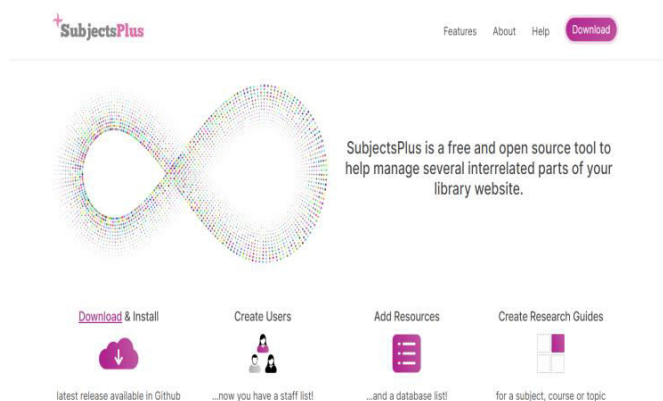 SubjectsPlus
Features About Help Download
SubjectsPlus is a free and open source tool to
help manage several interrelated parts of your
library website.
Download & Install
Create Users
Add Resources
Create Research Guides
latest release available in Github
...now you have a staff list!
...and a database list!
for a subject, course or topic